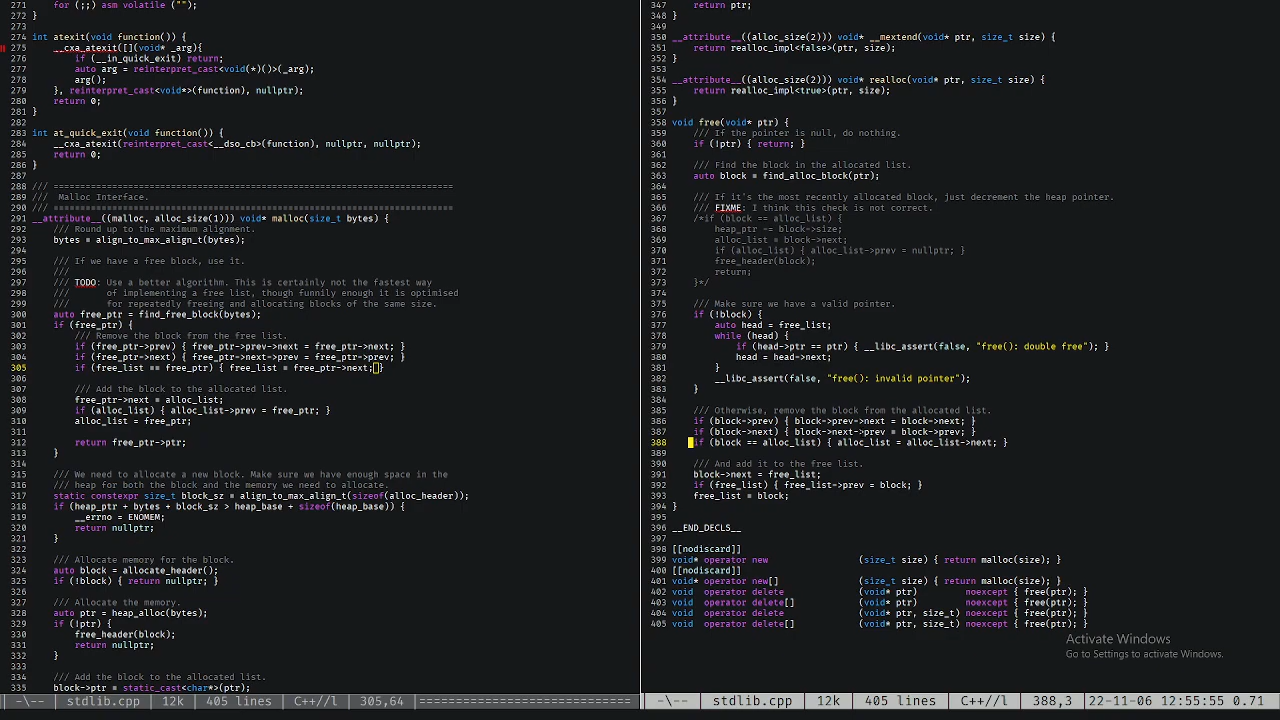 271     for (;;) asm volatile ("");
272 }
273
274 int atexit(void function()) {
275     __cxa_atexit([](void* _arg){
276         if (__in_quick_exit) return;
277         auto arg = reinterpret_cast<void(*)()>(_arg);
278         arg();
279     }, reinterpret_cast<void*>(function), nullptr);
280     return 0;
281 }
282
283 int at_quick_exit(void function()) {
284     __cxa_atexit(reinterpret_cast<__dso_cb>(function), nullptr, nullptr);
285     return 0;
286 }
287
288 /// ===========================================================================
289 ///  Malloc Interface.
290 /// ===========================================================================
291 __attribute__((malloc, alloc_size(1))) void* malloc(size_t bytes) {
292     /// Round up to the maximum alignment.
293     bytes = align_to_max_align_t(bytes);
294
295     /// If we have a free block, use it.
296     ///
297     /// TODO: Use a better algorithm. This is certainly not the fastest way
298     ///       of implementing a free list, though funnily enough it is optimised
299     ///       for repeatedly freeing and allocating blocks of the same size.
300     auto free_ptr = find_free_block(bytes);
301     if (free_ptr) {
302         /// Remove the block from the free list.
303         if (free_ptr->prev) { free_ptr->prev->next = free_ptr->next; }
304         if (free_ptr->next) { free_ptr->next->prev = free_ptr->prev; }
305         if (free_list == free_ptr) { free_list = free_ptr->next; }
306
307         /// Add the block to the allocated list.
308         free_ptr->next = alloc_list;
309         if (alloc_list) { alloc_list->prev = free_ptr; }
310         alloc_list = free_ptr;
311
312         return free_ptr->ptr;
313     }
314
315     /// We need to allocate a new block. Make sure we have enough space in the
316     /// heap for both the block and the memory we need to allocate.
317     static constexpr size_t block_sz = align_to_max_align_t(sizeof(alloc_header));
318     if (heap_ptr + bytes + block_sz > heap_base + sizeof(heap_base)) {
319         __errno = ENOMEM;
320         return nullptr;
321     }
322
323     /// Allocate memory for the block.
324     auto block = allocate_header();
325     if (!block) { return nullptr; }
326
327     /// Allocate the memory.
328     auto ptr = heap_alloc(bytes);
329     if (!ptr) {
330         free_header(block);
331         return nullptr;
332     }
333
334     /// Add the block to the allocated list.
335     block->ptr = static_cast<char*>(ptr);
-\-- stdlib.cpp 12k 405 lines C++//l 305,64 ================================
347     return ptr;
348 }
349
350 __attribute__((alloc_size(2))) void* __mextend(void* ptr, size_t size) {
351     return realloc_impl<false>(ptr, size);
352 }
353
354 __attribute__((alloc_size(2))) void* realloc(void* ptr, size_t size) {
355     return realloc_impl<true>(ptr, size);
356 }
357
358 void free(void* ptr) {
359     /// If the pointer is null, do nothing.
360     if (!ptr) { return; }
361
362     /// Find the block in the allocated list.
363     auto block = find_alloc_block(ptr);
364
365     /// If it's the most recently allocated block, just decrement the heap pointer.
366     /// FIXME: I think this check is not correct.
367     /*if (block == alloc_list) {
368         heap_ptr -= block->size;
369         alloc_list = block->next;
370         if (alloc_list) { alloc_list->prev = nullptr; }
371         free_header(block);
372         return;
373     }*/
374
375     /// Make sure we have a valid pointer.
376     if (!block) {
377         auto head = free_list;
378         while (head) {
379             if (head->ptr == ptr) { __libc_assert(false, "free(): double free"); }
380             head = head->next;
381         }
382         __libc_assert(false, "free(): invalid pointer");
383     }
384
385     /// Otherwise, remove the block from the allocated list.
386     if (block->prev) { block->prev->next = block->next; }
387     if (block->next) { block->next->prev = block->prev; }
388     if (block == alloc_list) { alloc_list = alloc_list->next; }
389
390     /// And add it to the free list.
391     block->next = free_list;
392     if (free_list) { free_list->prev = block; }
393     free_list = block;
394 }
395
396 __END_DECLS__
397
398 [[nodiscard]]
399 void* operator new                 (size_t size) { return malloc(size); }
400 [[nodiscard]]
401 void* operator new[]               (size_t size) { return malloc(size); }
402 void  operator delete              (void* ptr)         noexcept { free(ptr); }
403 void  operator delete[]            (void* ptr)         noexcept { free(ptr); }
404 void  operator delete              (void* ptr, size_t) noexcept { free(ptr); }
405 void  operator delete[]            (void* ptr, size_t) noexcept { free(ptr); }
Activate Windows
Go to Settings to activate Windows.
-\-- stdlib.cpp 12k 405 lines C++//l 388,3 22-11-06 12:55:55 0.71